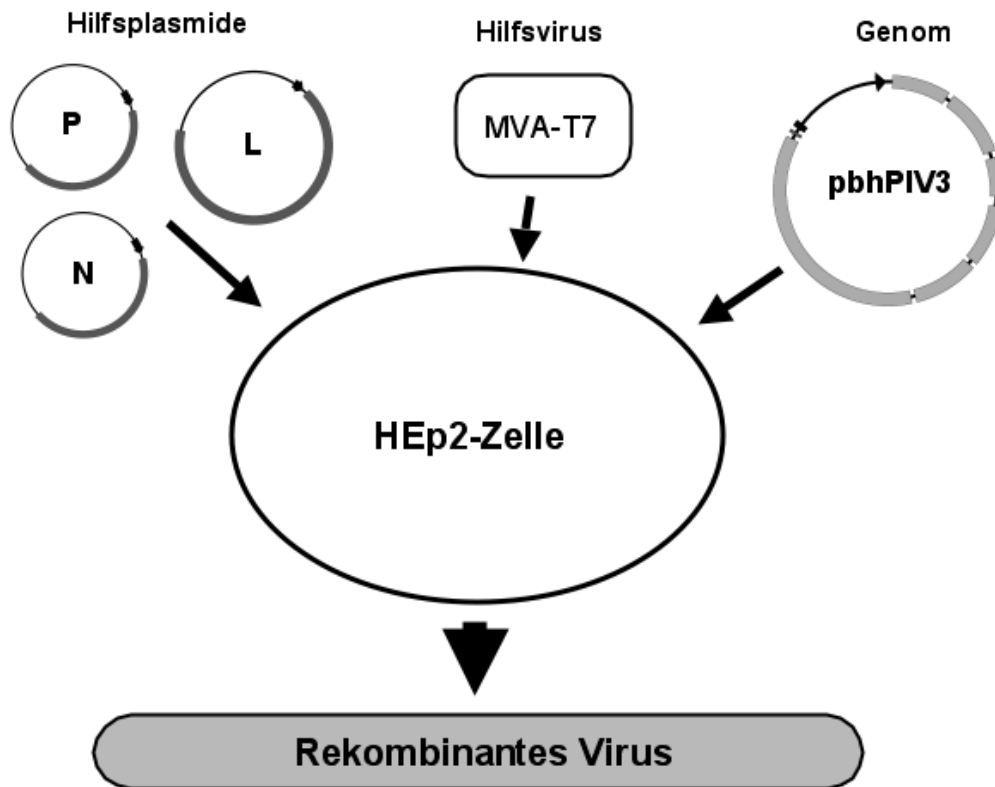 Hilfsplasmide
Hilfsvirus
Genom
P
L
N
MVA-T7
pbhPIV3
HEp2-Zelle
Rekombinantes Virus